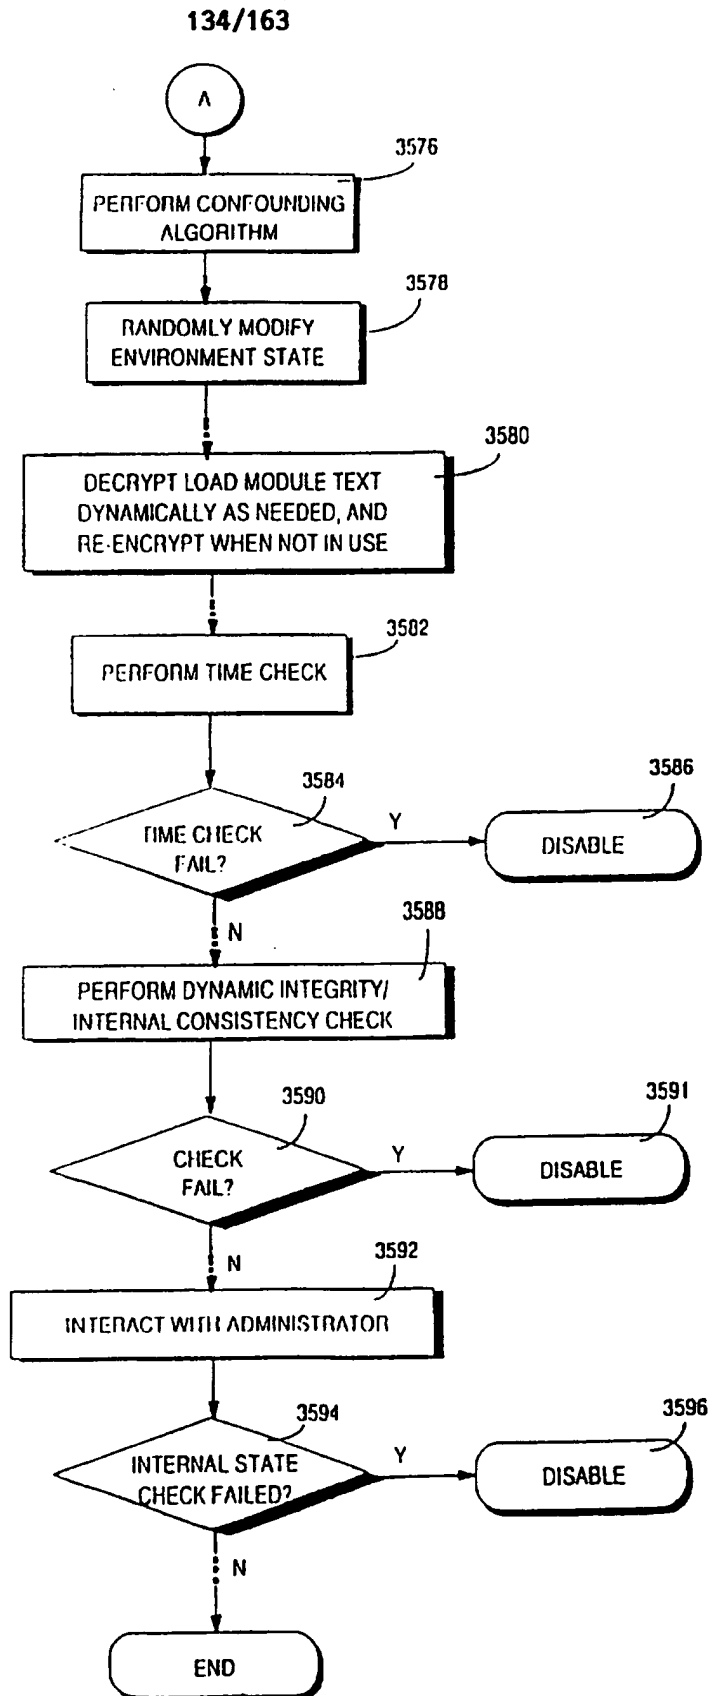 134/163
A
3576
PERFORM CONFOUNDING
ALGORITHM
3578
RANDOMLY MODIFY
ENVIRONMENT STATE
3580
DECRYPT LOAD MODULE TEXT
DYNAMICALLY AS NEEDED, AND
RE-ENCRYPT WHEN NOT IN USE
3582
PERFORM TIME CHECK
3584
TIME CHECK
FAIL?
Y
3586
DISABLE
N
3588
PERFORM DYNAMIC INTEGRITY/
INTERNAL CONSISTENCY CHECK
3590
CHECK
FAIL?
Y
3591
DISABLE
N
3592
INTERACT WITH ADMINISTRATOR
3594
INTERNAL STATE
CHECK FAILED?
Y
3596
DISABLE
N
END